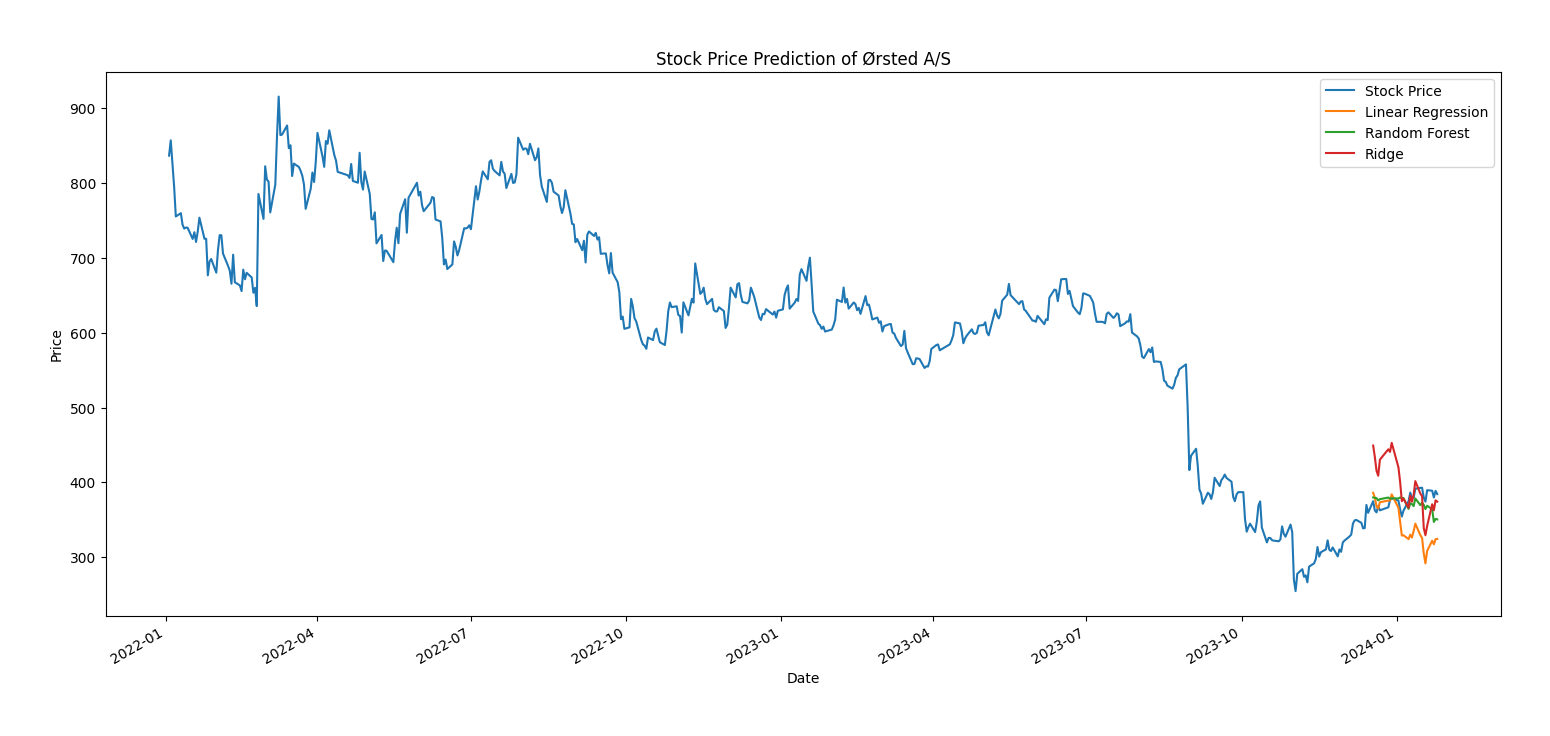 Stock Price Prediction of Ørsted A/S
Stock Price
Linear Regression
Random Forest
Ridge
Price
900
800
700
600
500
400
300
2022-01
2022-04
2022-07
2022-10
2023-01
2023-04
2023-07
2023-10
2024-01
Date